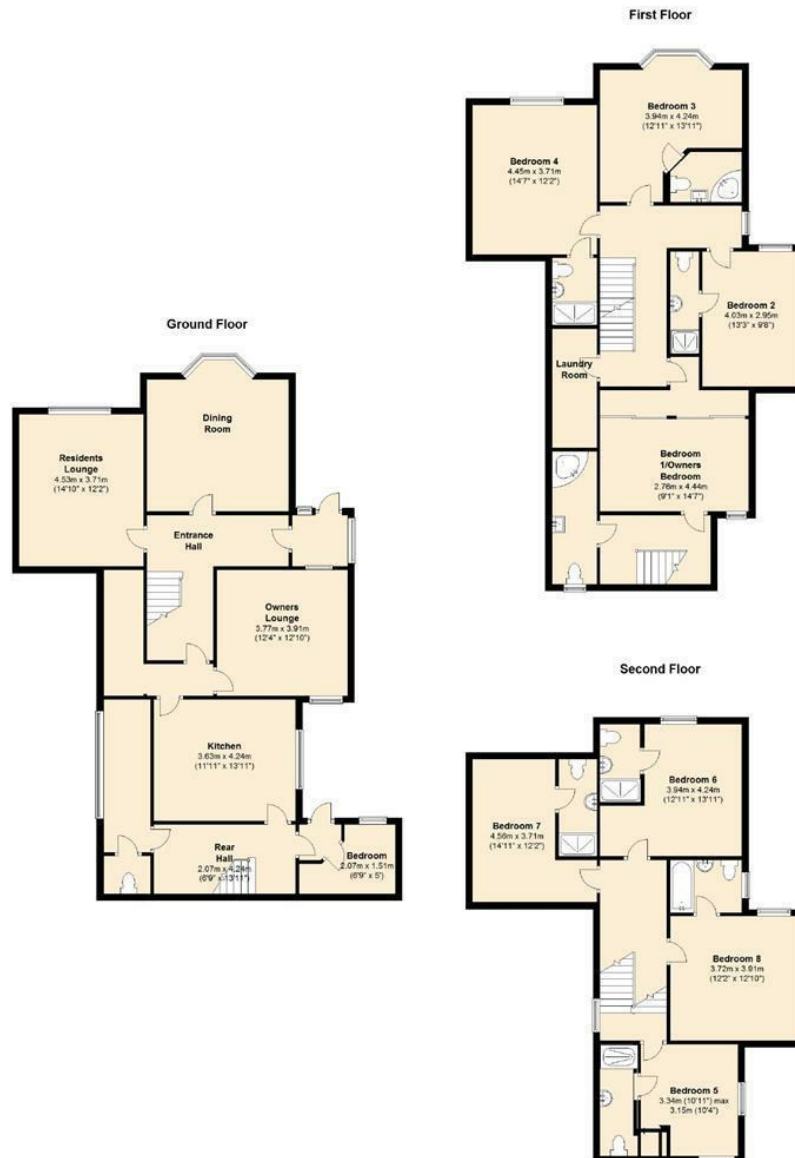 First Floor
Bedroom 3
3.94m x 4.24m
(12'11" x 13'11")
Bedroom 4
4.45m x 3.71m
(14'7" x 12'2")
Bedroom 2
4.03m x 2.95m
(13'3" x 9'8")
Laundry
Room
Bedroom
1/Owners
Bedroom
2.76m x 4.44m
(9'1" x 14'7")
Ground Floor
Dining
Room
Residents
Lounge
4.53m x 3.71m
(14'10" x 12'2")
Entrance
Hall
Owners
Lounge
3.77m x 3.91m
(12'4" x 12'10")
Kitchen
3.63m x 4.24m
(11'11" x 13'11")
Rear
Hall
2.07m x 4.24m
(6'9" x 13'11")
Bedroom
2.07m x 1.51m
(6'9" x 5')
Second Floor
Bedroom 6
3.94m x 4.24m
(12'11" x 13'11")
Bedroom 7
4.56m x 3.71m
(14'11" x 12'2")
Bedroom 8
3.72m x 3.91m
(12'2" x 12'10")
Bedroom 5
3.34m (10'11") max
3.15m (10'4")